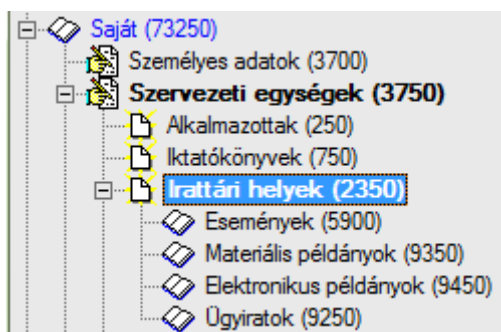 Saját (73250)
Személyes adatok (3700)
Szervezeti egységek (3750)
Alkalmazottak (250)
Iktatókönyvek (750)
Irattári helyek (2350)
Események (5900)
Materiális példányok (9350)
Elektronikus példányok (9450)
Ügyiratok (9250)